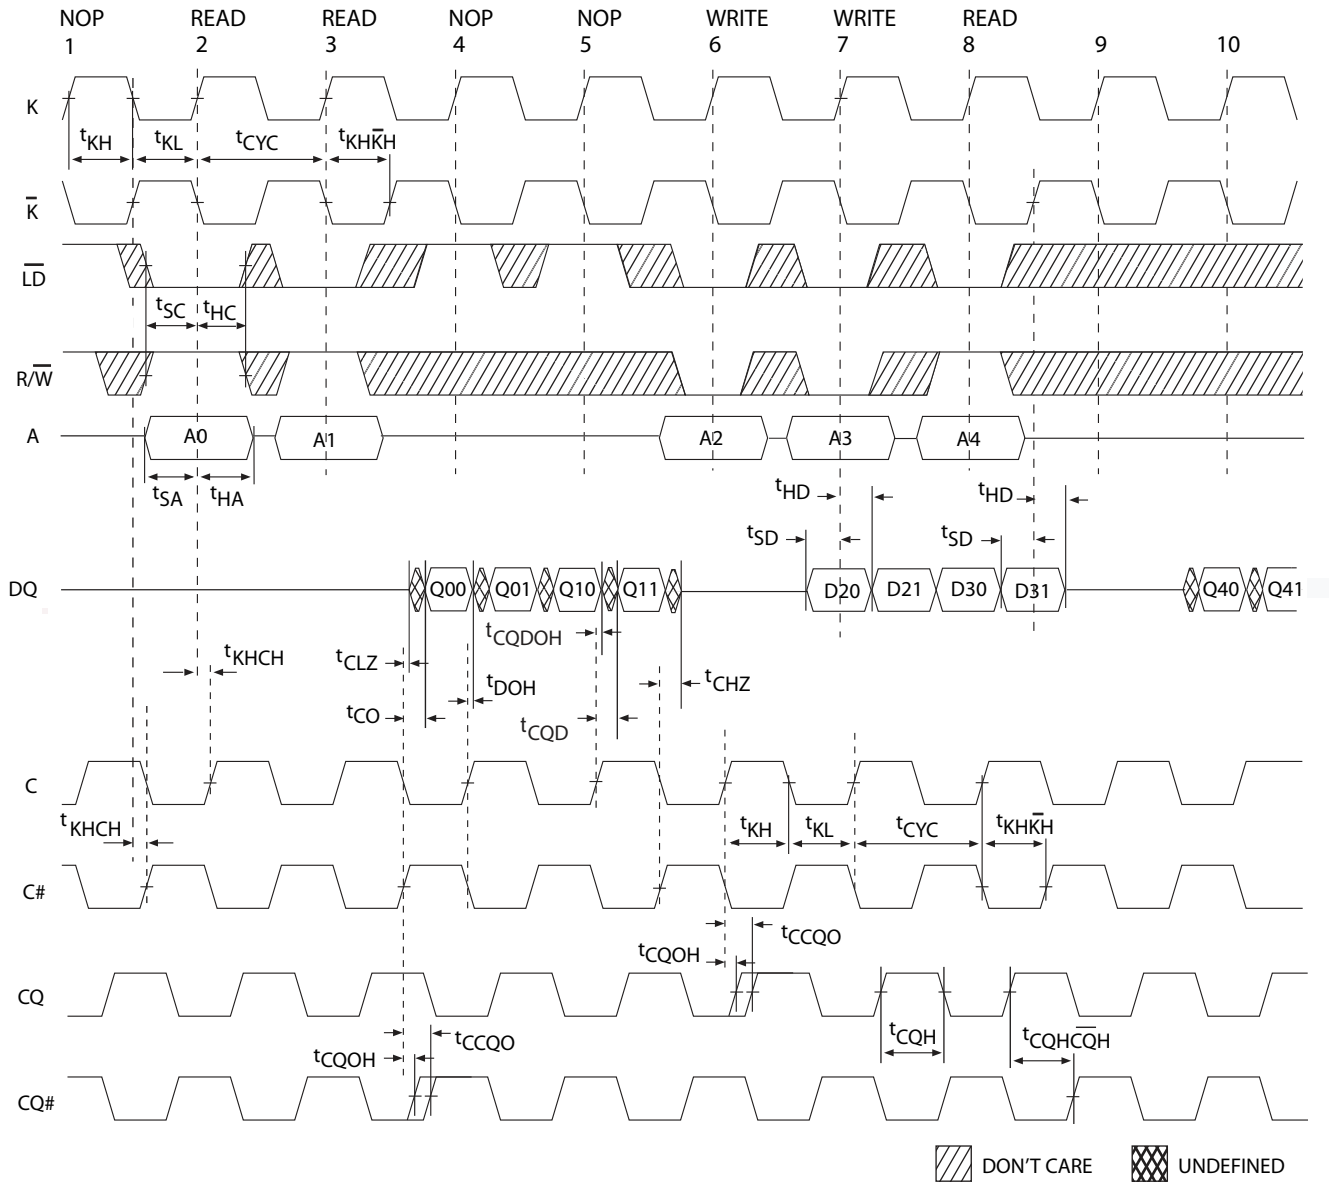 NOP READ READ NOP NOP WRITE WRITE READ
1 2 3 4 5 6 7 8 9 10
K
tKH tKL tCYC tKHK̅H
K̅
L̅D̅
tSC tHC
R/W̅
A A0 A1 A2 A3 A4
tSA tHA tHD tHD
tSD tSD
DQ Q00 Q01 Q10 Q11 D20 D21 D30 D31 Q40 Q41
tCQDOH
tKHCH tCLZ tDOH tCHZ
tCO tCQD
C
tKHCH tKH tKL tCYC tKHK̅H
C#
tCCQO
tCQOH
CQ
tCCQO tCQH tCQHC̅Q̅H
tCQOH
CQ#
DON'T CARE UNDEFINED